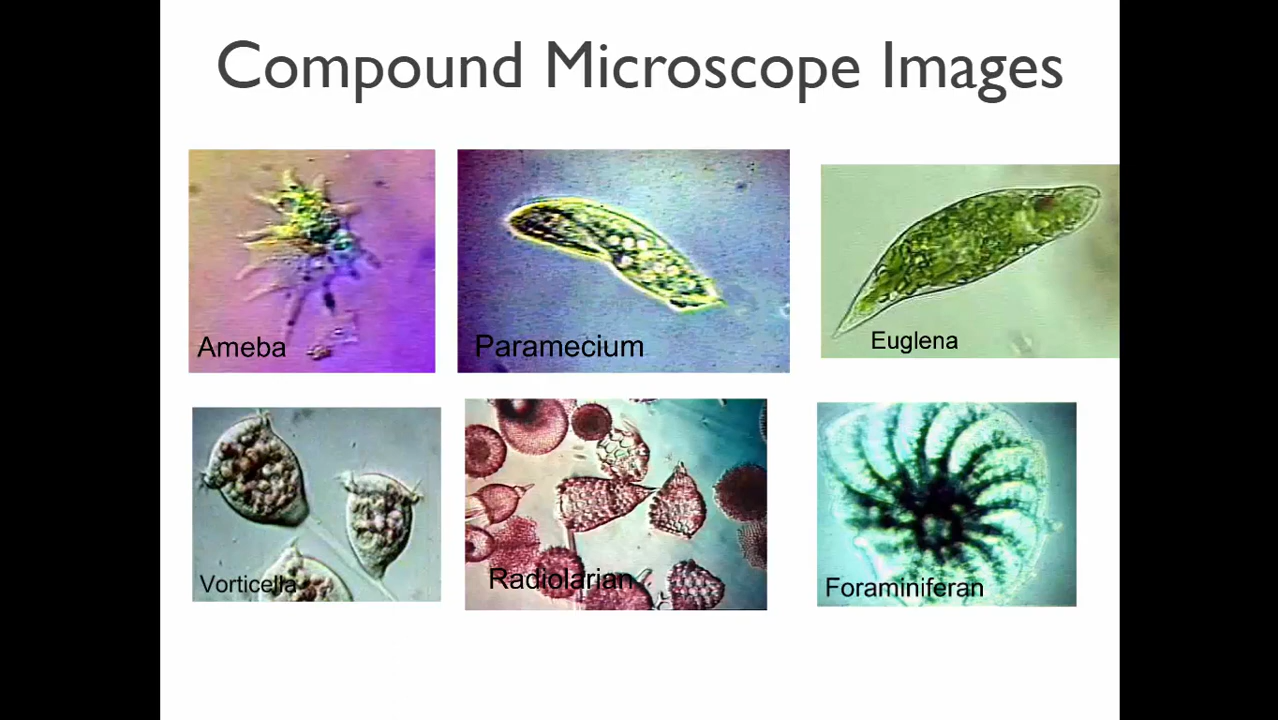 Compound Microscope Images
Ameba
Paramecium
Euglena
Vorticella
Radiolarian
Foraminiferan